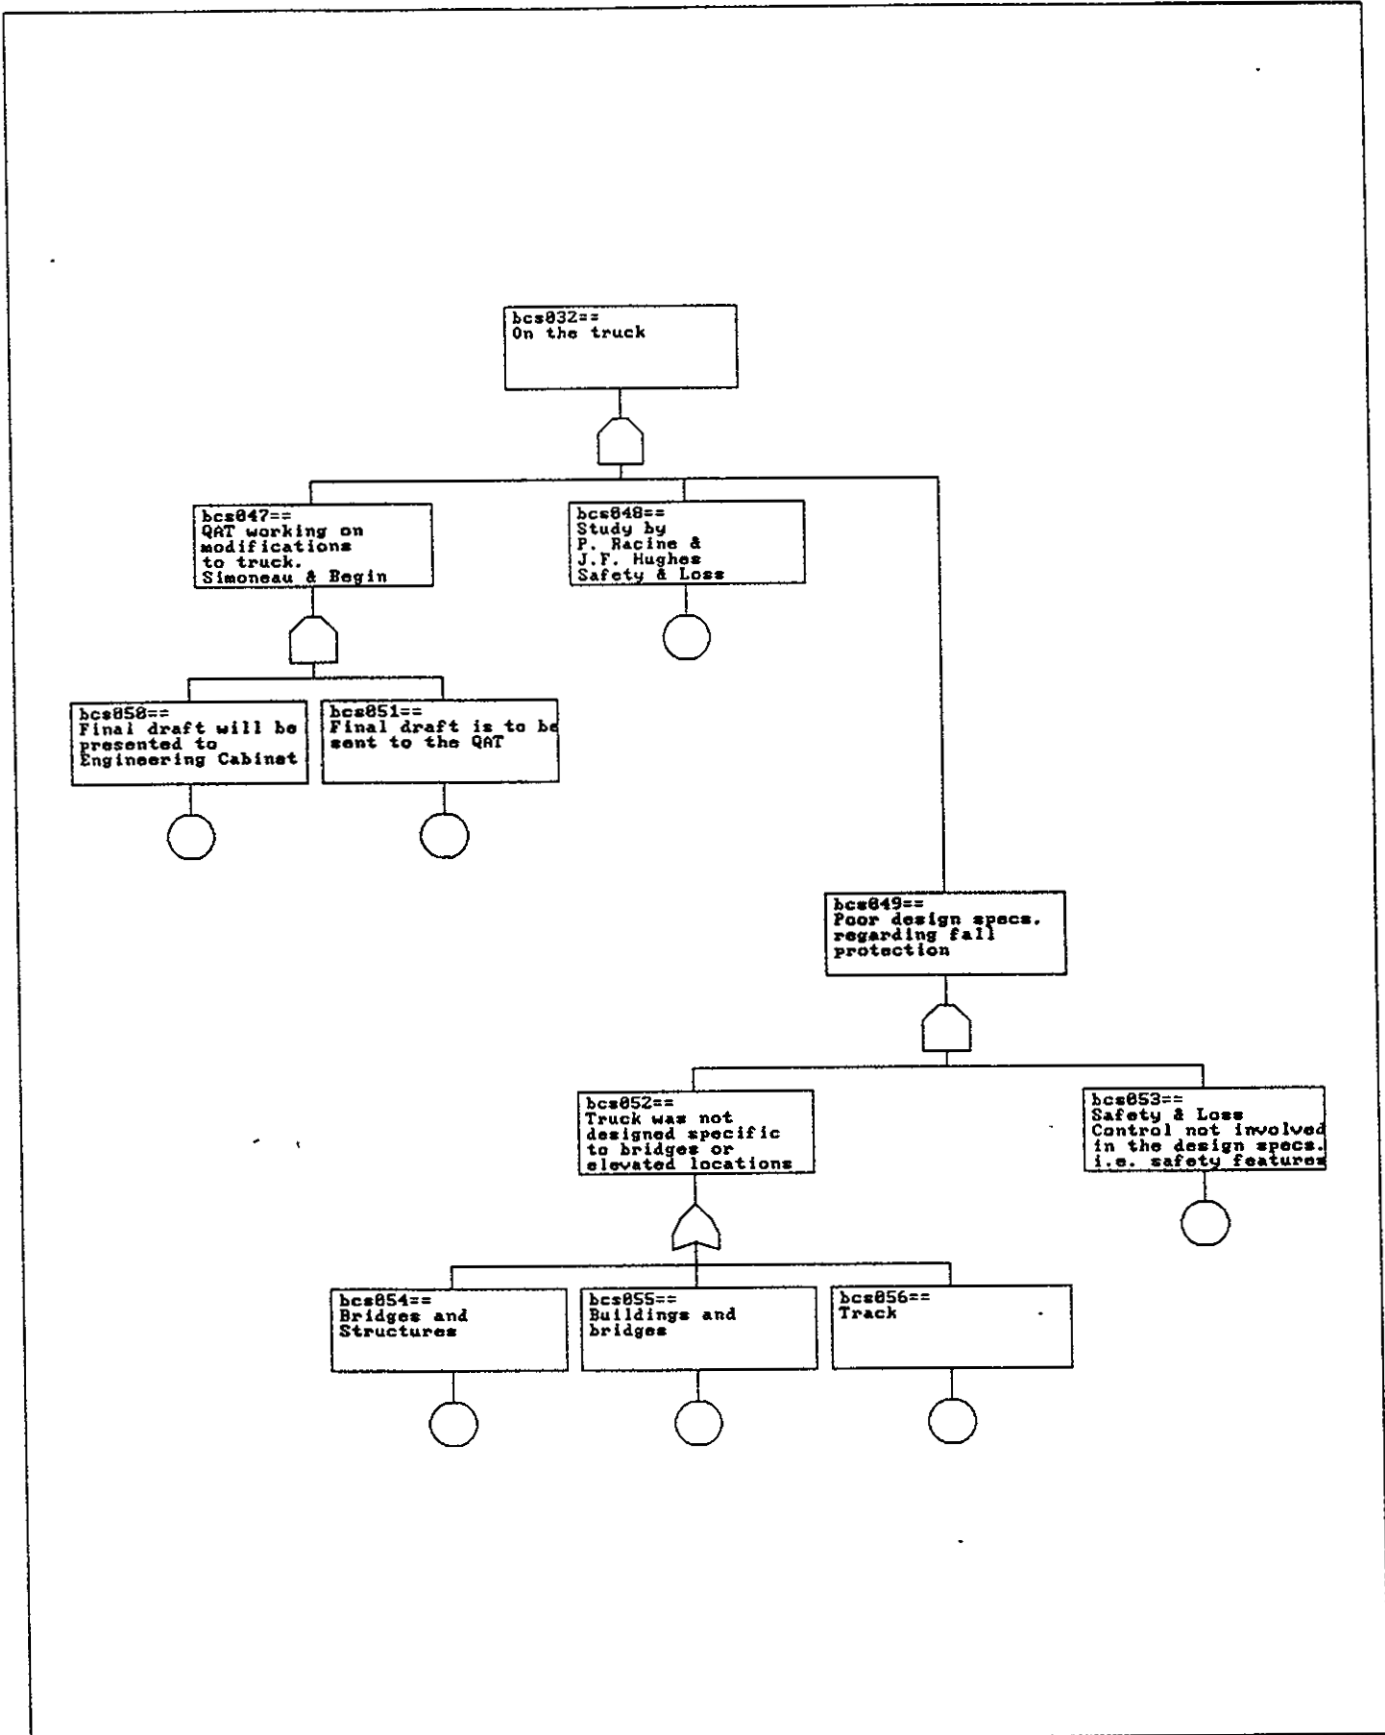 bcs032==
On the truck
bcs047==
QAT working on
modifications
to truck.
Simoneau & Begin
bcs048==
Study by
P. Racine &
J.F. Hughes
Safety & Loss
bcs050==
Final draft will be
presented to
Engineering Cabinet
bcs051==
Final draft is to be
sent to the QAT
bcs049==
Poor design specs.
regarding fall
protection
bcs052==
Truck was not
designed specific
to bridges or
elevated locations
bcs053==
Safety & Loss
Control not involved
in the design specs.
i.e. safety features
bcs054==
Bridges and
Structures
bcs055==
Buildings and
bridges
bcs056==
Track